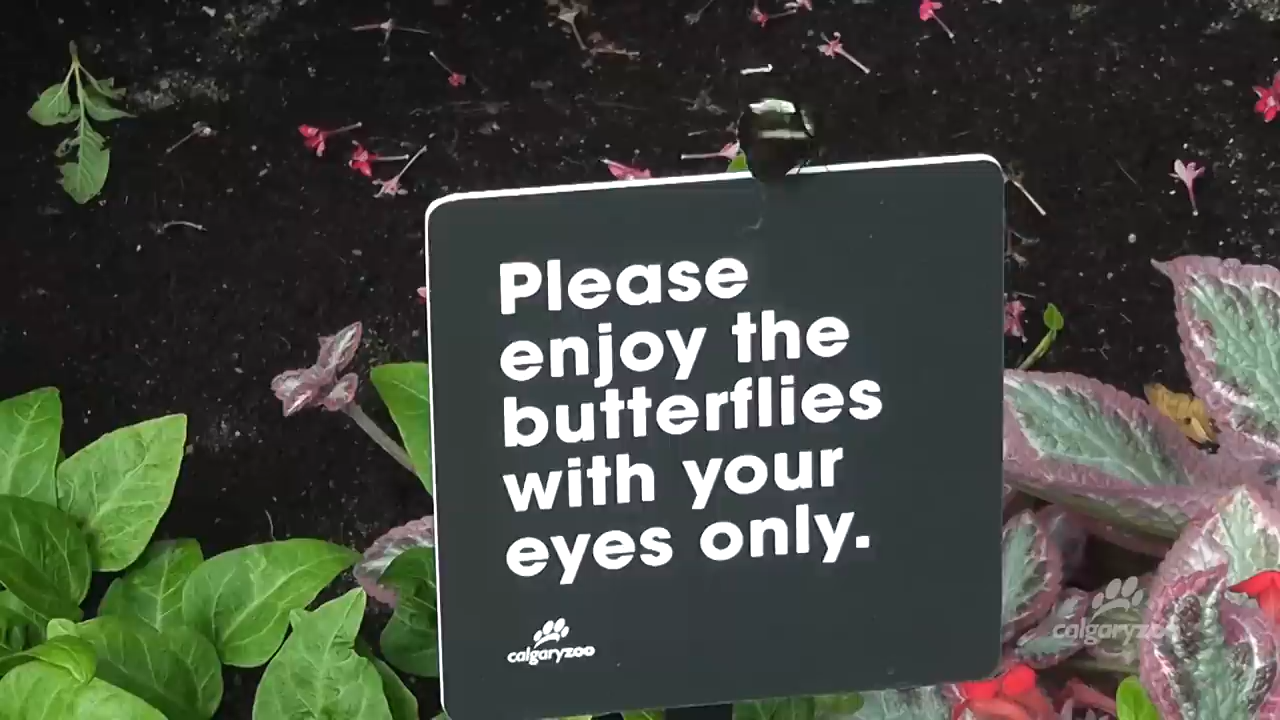 Please
enjoy the
butterflies
with your
eyes only.
calgaryzoo
calgaryzoo